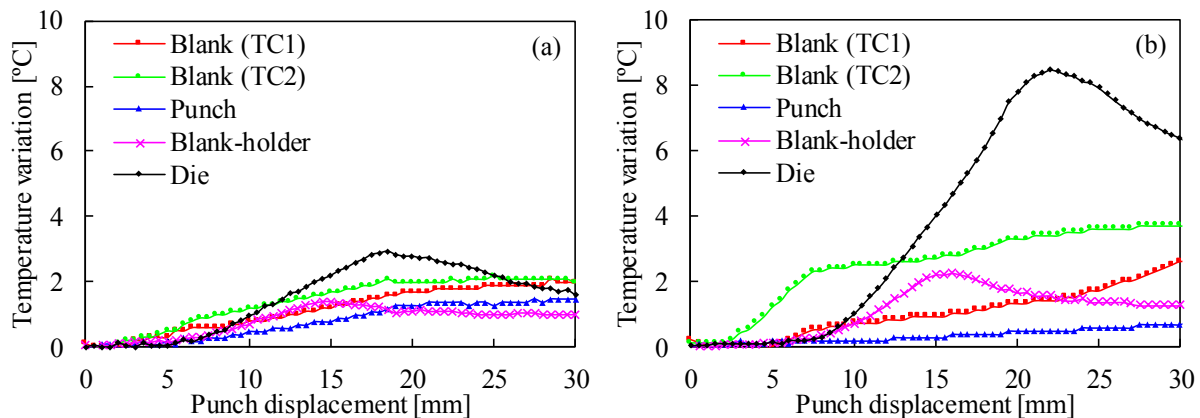 10
8
6
4
2
0
Temperature variation [ºC]
Blank (TC1)
Blank (TC2)
Punch
Blank-holder
Die
(a)
0 5 10 15 20 25 30
Punch displacement [mm]
10
8
6
4
2
0
Temperature variation [ºC]
Blank (TC1)
Blank (TC2)
Punch
Blank-holder
Die
(b)
0 5 10 15 20 25 30
Punch displacement [mm]